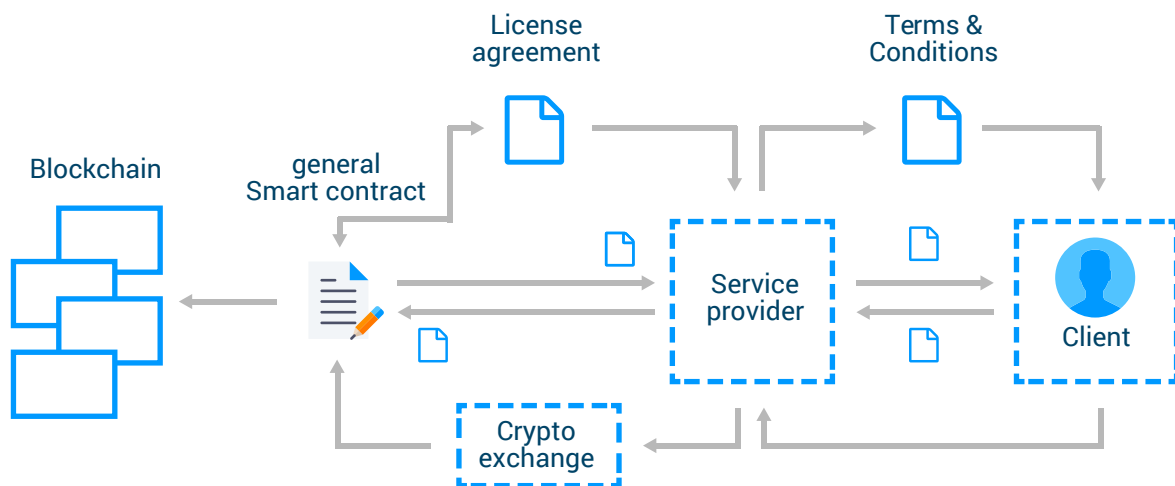 License
agreement
Terms &
Conditions
Blockchain
general
Smart contract
Service
provider
Client
Crypto
exchange